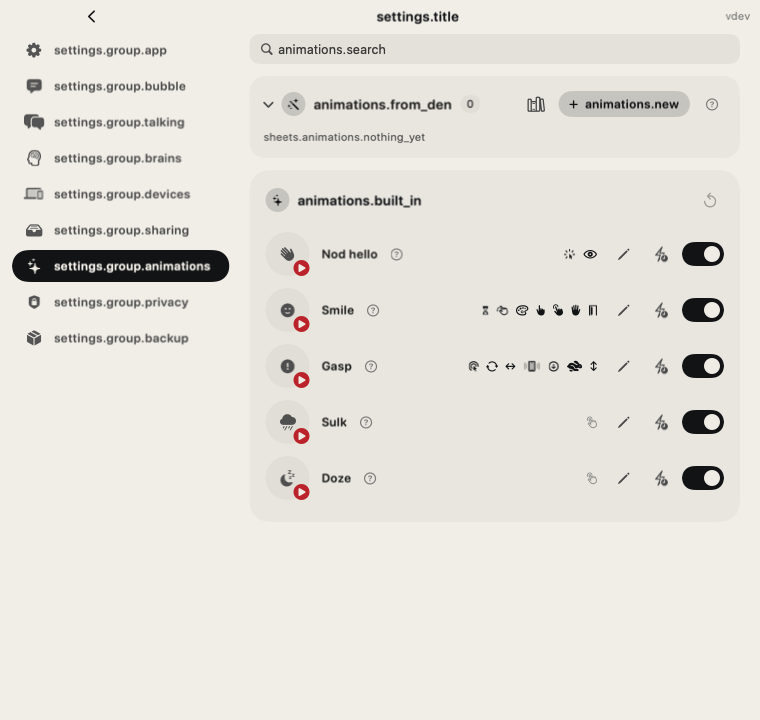 settings.title
vdev
settings.group.app
settings.group.bubble
settings.group.talking
settings.group.brains
settings.group.devices
settings.group.sharing
settings.group.animations
settings.group.privacy
settings.group.backup
animations.search
animations.from_den 0 + animations.new
sheets.animations.nothing_yet
animations.built_in
Nod hello
Smile
Gasp
Sulk
Doze